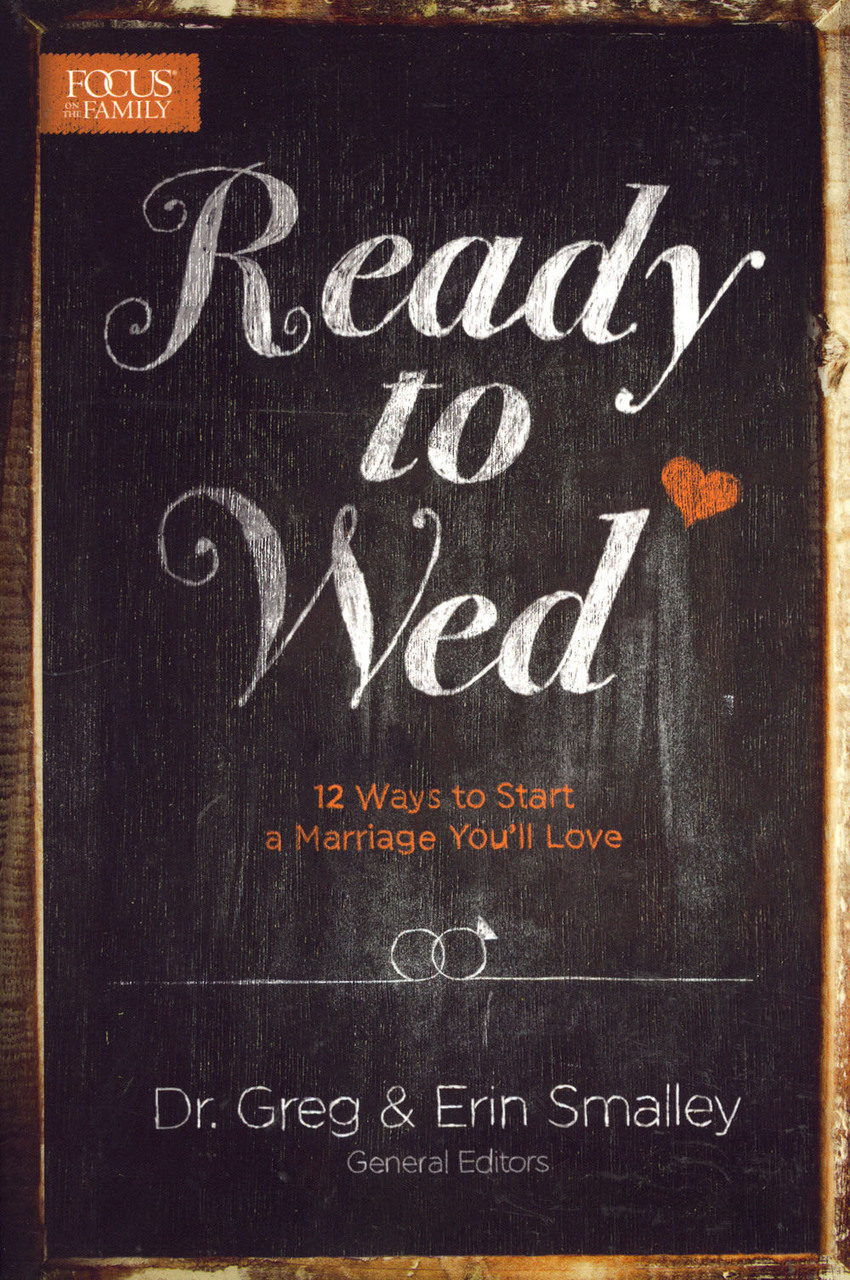 FOCUS®
ON THE FAMILY
Ready
to
Wed
12 Ways to Start
a Marriage You'll Love
Dr. Greg & Erin Smalley
General Editors